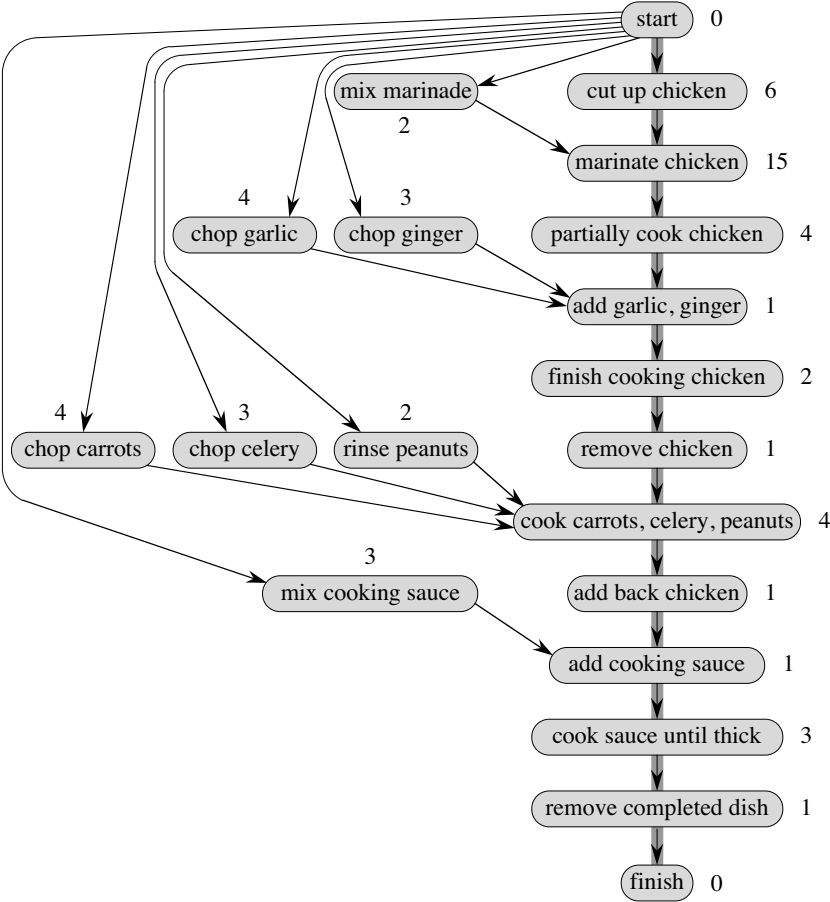 start 0
mix marinade
cut up chicken 6
2
marinate chicken 15
4
3
chop garlic
chop ginger
partially cook chicken 4
add garlic, ginger 1
finish cooking chicken 2
4
3
2
chop carrots
chop celery
rinse peanuts
remove chicken 1
cook carrots, celery, peanuts 4
3
mix cooking sauce
add back chicken 1
add cooking sauce 1
cook sauce until thick 3
remove completed dish 1
finish 0